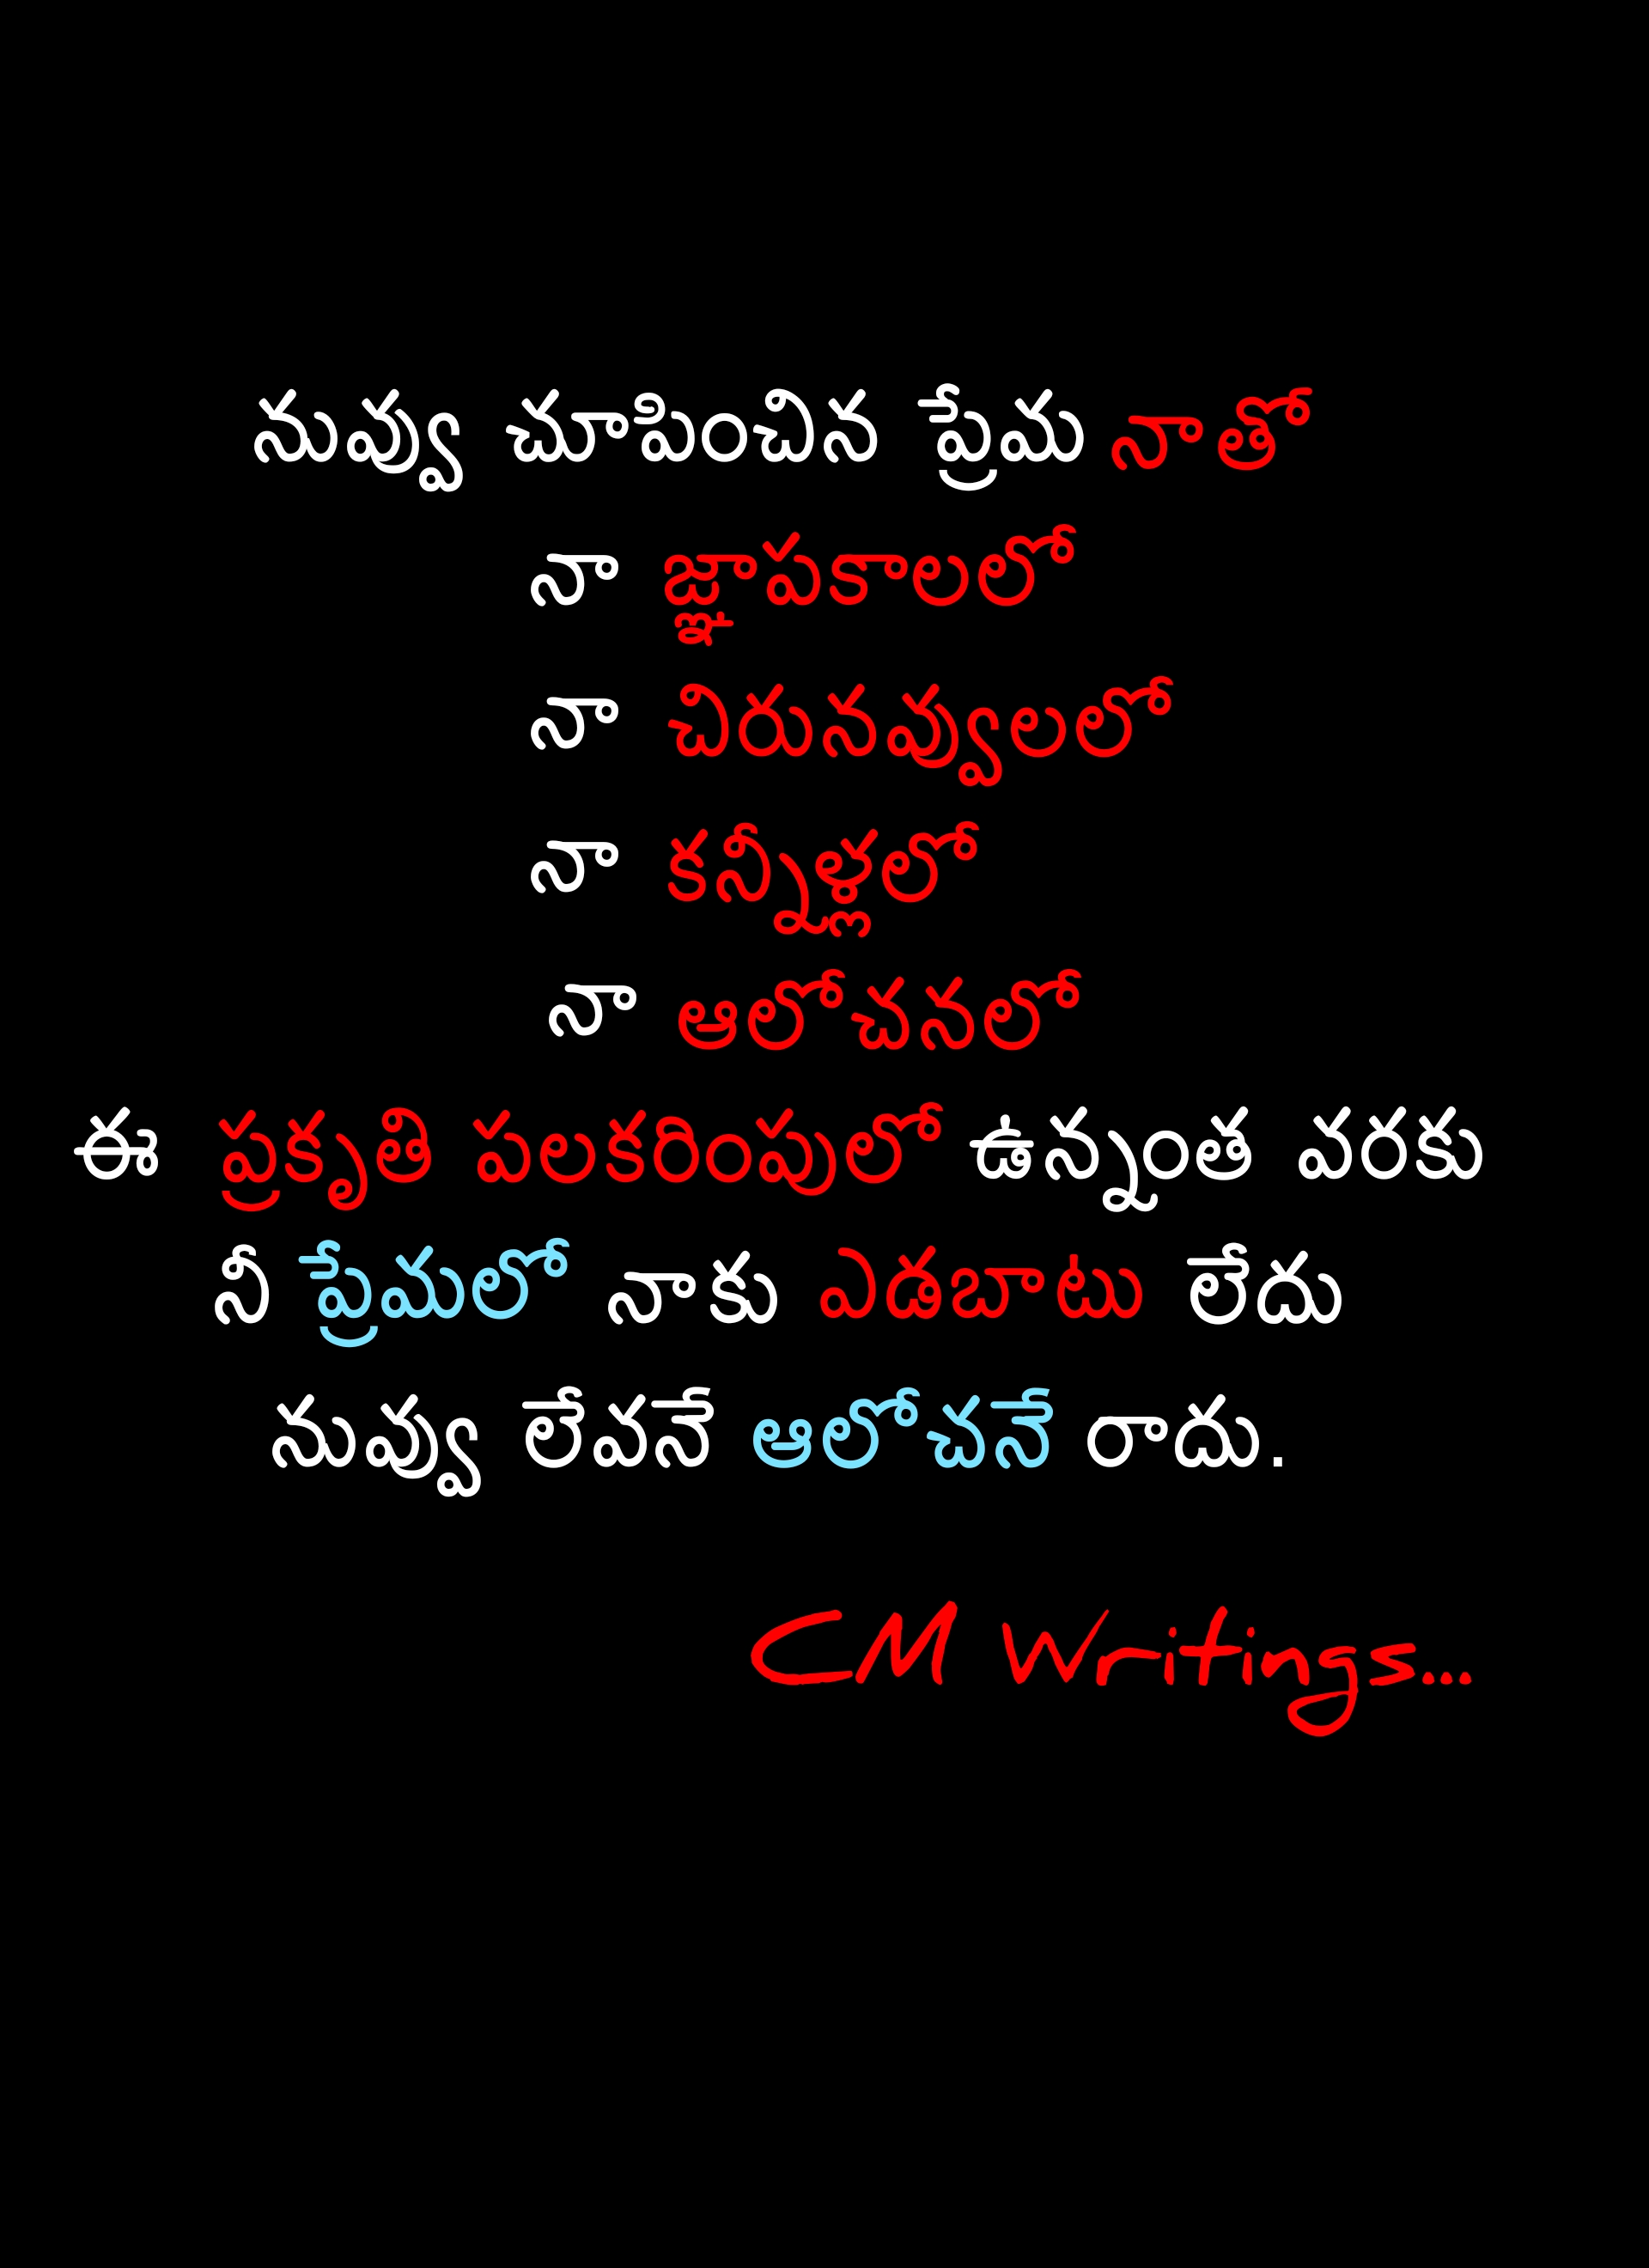 నువ్వు చూపించిన ప్రేమ నాతో
నా జ్ఞాపకాలలో
నా చిరునవ్వులలో
నా కన్నీళ్లలో
నా ఆలోచనలో
ఈ ప్రకృతి పలకరింపులో ఉన్నంత వరకు
నీ ప్రేమలో నాకు ఎడబాటు లేదు
నువ్వు లేవనే ఆలోచనే రాదు.
CM Writings...